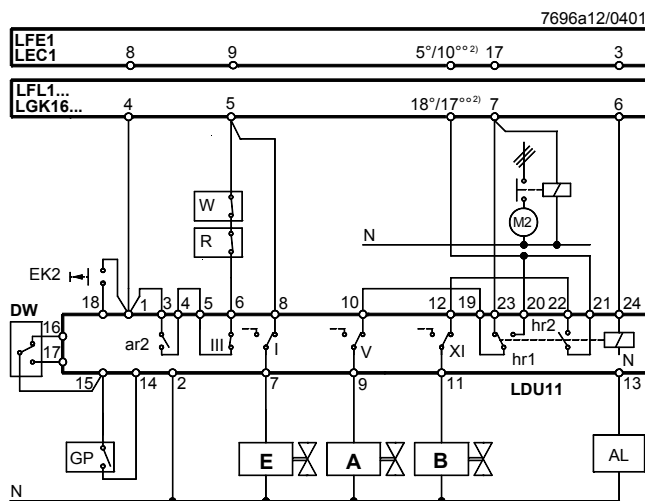 7696a12/0401
LFE1
LEC1
8 9 5°/10°° 2) 17 3
LFL1...
LGK16...
4 5 18°/17°° 2) 7 6
W
R
M2
N
EK2
DW
18 1 3 4 5 6 8 10 12 19 23 20 22 21 24
16
17
ar2 III I V XI hr1 hr2 N
15 14 2 7 9 11 LDU11 13
GP E A B AL
N